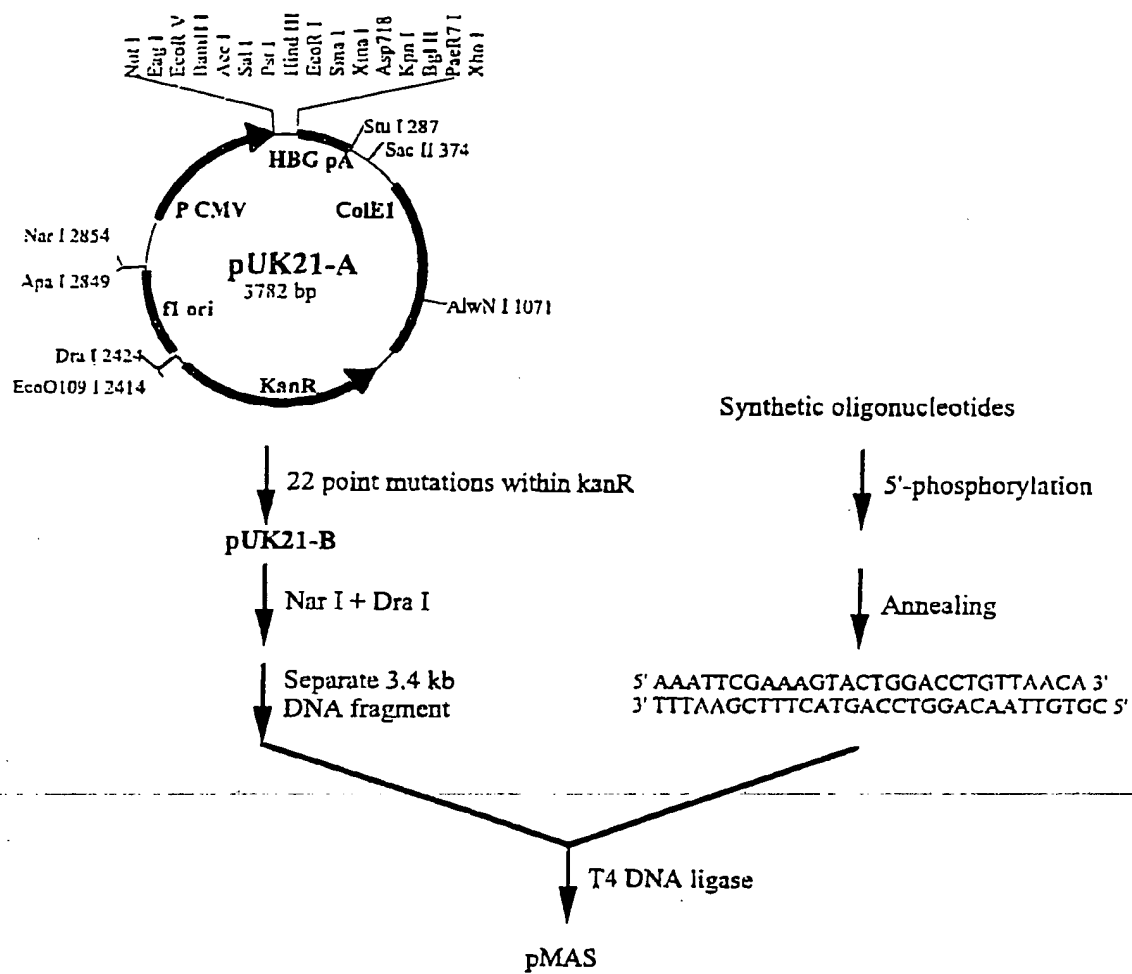 Not I
Eag I
EcoR V
BamH I
Acc I
Sal I
Pst I
Hind III
EcoR I
Sma I
Xma I
Asp718
Kpn I
Bgl II
PaeR7 I
Xho I
Stu I 287
Sac II 374
HBG pA
P CMV
ColE1
Nar I 2854
Apa I 2849
pUK21-A
3782 bp
f1 ori
AlwN I 1071
Dra I 2424
EcoO109 I 2414
KanR
Synthetic oligonucleotides
22 point mutations within kanR
5'-phosphorylation
pUK21-B
Nar I + Dra I
Annealing
Separate 3.4 kb
DNA fragment
5' AAATTCGAAAGTACTGGACCTGTTAACA 3'
3' TTTAAGCTTTCATGACCTGGACAATTGTGC 5'
T4 DNA ligase
pMAS